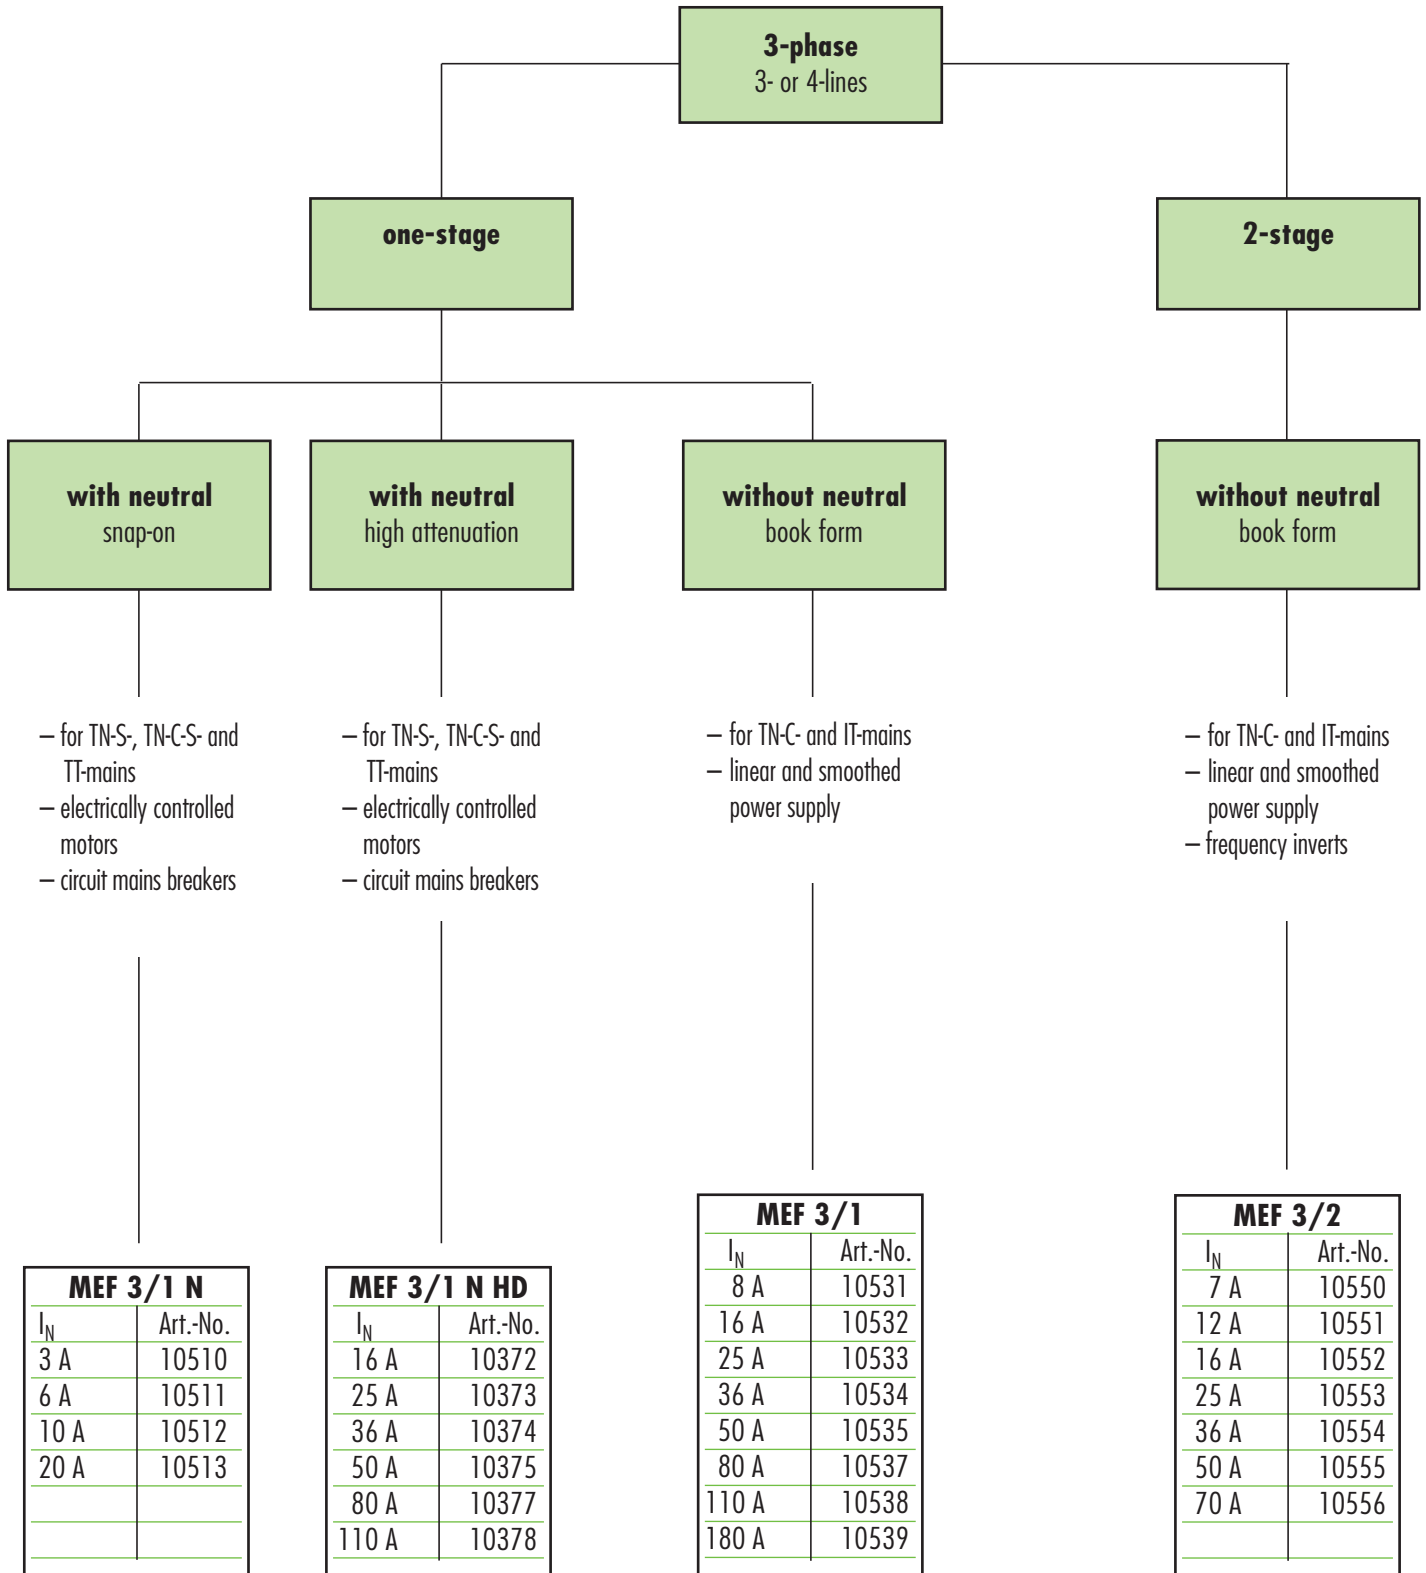 3-phase
3- or 4-lines
one-stage
2-stage
with neutral
snap-on
with neutral
high attenuation
without neutral
book form
without neutral
book form
– for TN-S-, TN-C-S- and
TT-mains
– electrically controlled
motors
– circuit mains breakers
– for TN-S-, TN-C-S- and
TT-mains
– electrically controlled
motors
– circuit mains breakers
– for TN-C- and IT-mains
– linear and smoothed
power supply
– for TN-C- and IT-mains
– linear and smoothed
power supply
– frequency inverts
MEF 3/1 N
I_N Art.-No.
3 A 10510
6 A 10511
10 A 10512
20 A 10513
MEF 3/1 N HD
I_N Art.-No.
16 A 10372
25 A 10373
36 A 10374
50 A 10375
80 A 10377
110 A 10378
MEF 3/1
I_N Art.-No.
8 A 10531
16 A 10532
25 A 10533
36 A 10534
50 A 10535
80 A 10537
110 A 10538
180 A 10539
MEF 3/2
I_N Art.-No.
7 A 10550
12 A 10551
16 A 10552
25 A 10553
36 A 10554
50 A 10555
70 A 10556